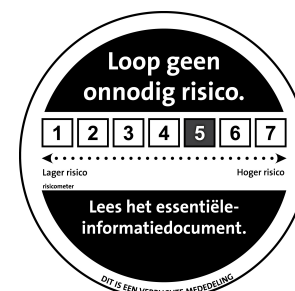 Loop geen
onnodig risico.
1 2 3 4 5 6 7
Lager risico Hoger risico
risicometer
Lees het essentiële-
informatiedocument.
DIT IS EEN VERPLICHTE MEDEDELING